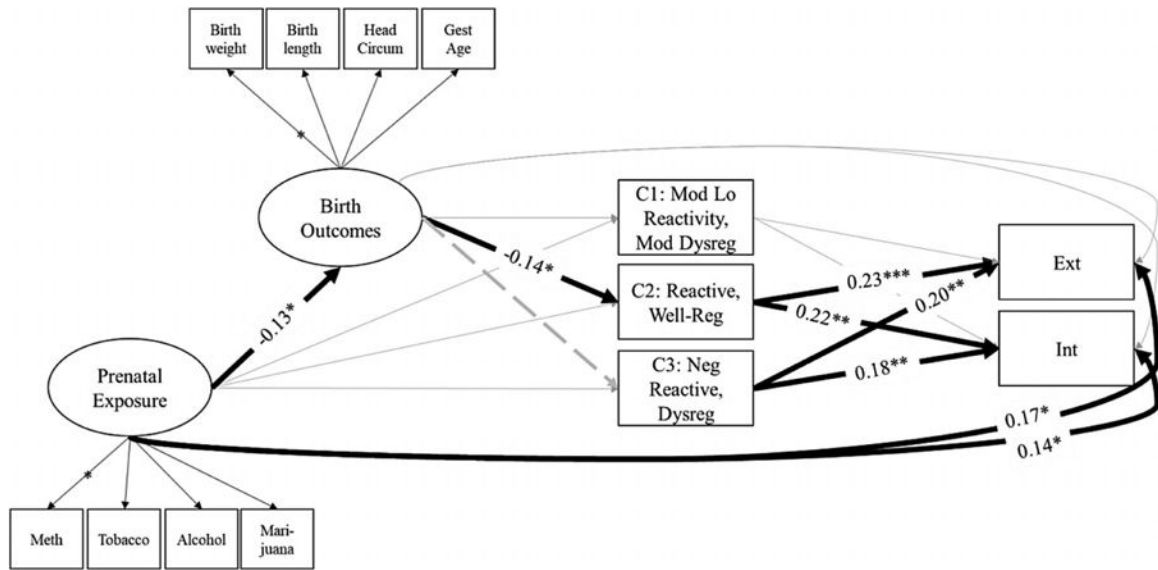 Birth
weight
Birth
length
Head
Circum
Gest
Age
*
Birth
Outcomes
C1: Mod Lo
Reactivity,
Mod Dysreg
-0.14*
C2: Reactive,
Well-Reg
C3: Neg
Reactive,
Dysreg
0.23***
0.20**
0.22**
0.18**
Ext
Int
-0.13*
Prenatal
Exposure
0.17*
0.14*
*
Meth
Tobacco
Alcohol
Mari-
juana